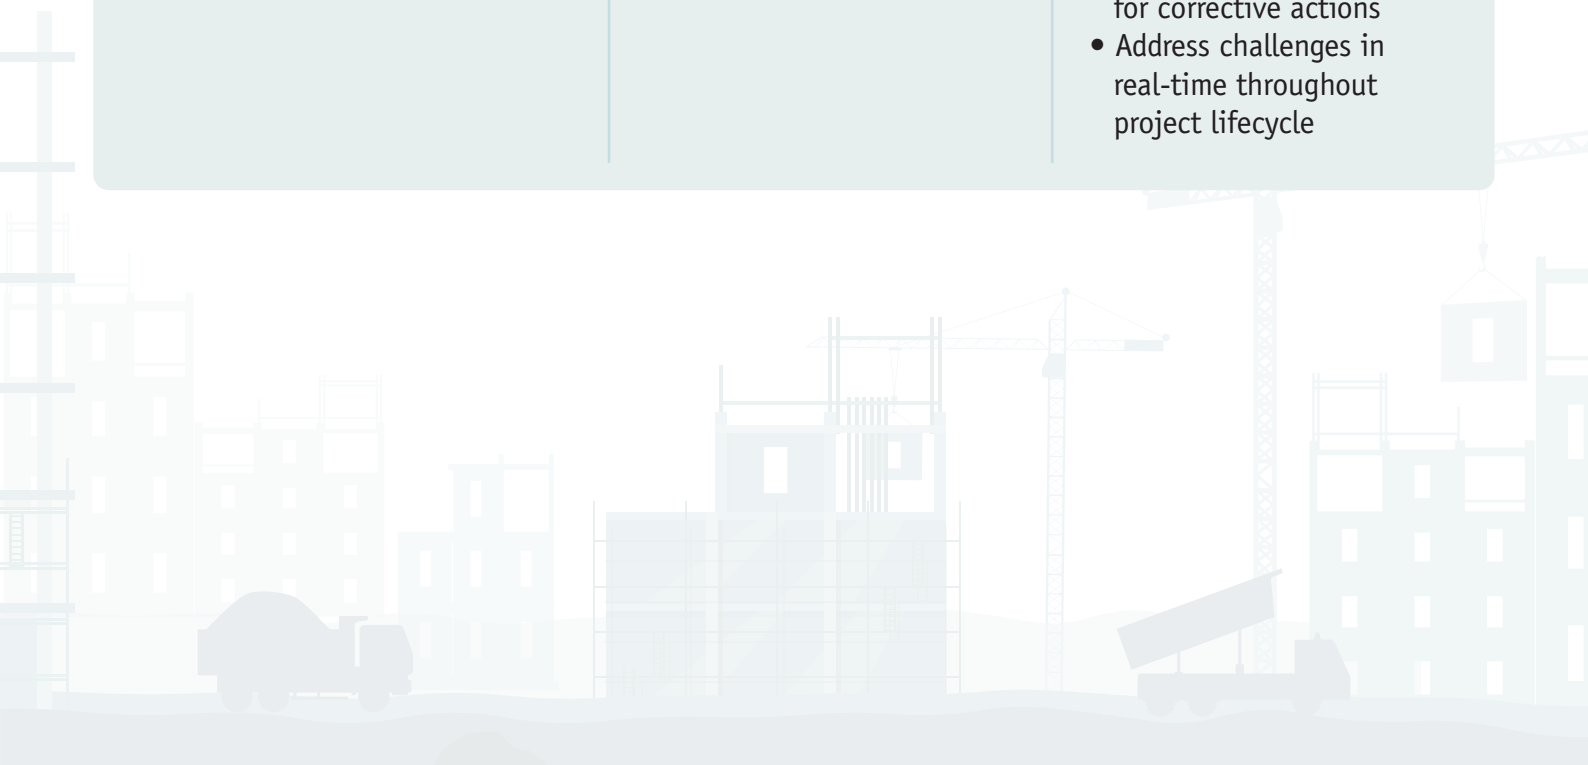 for corrective actions
• Address challenges in
real-time throughout
project lifecycle